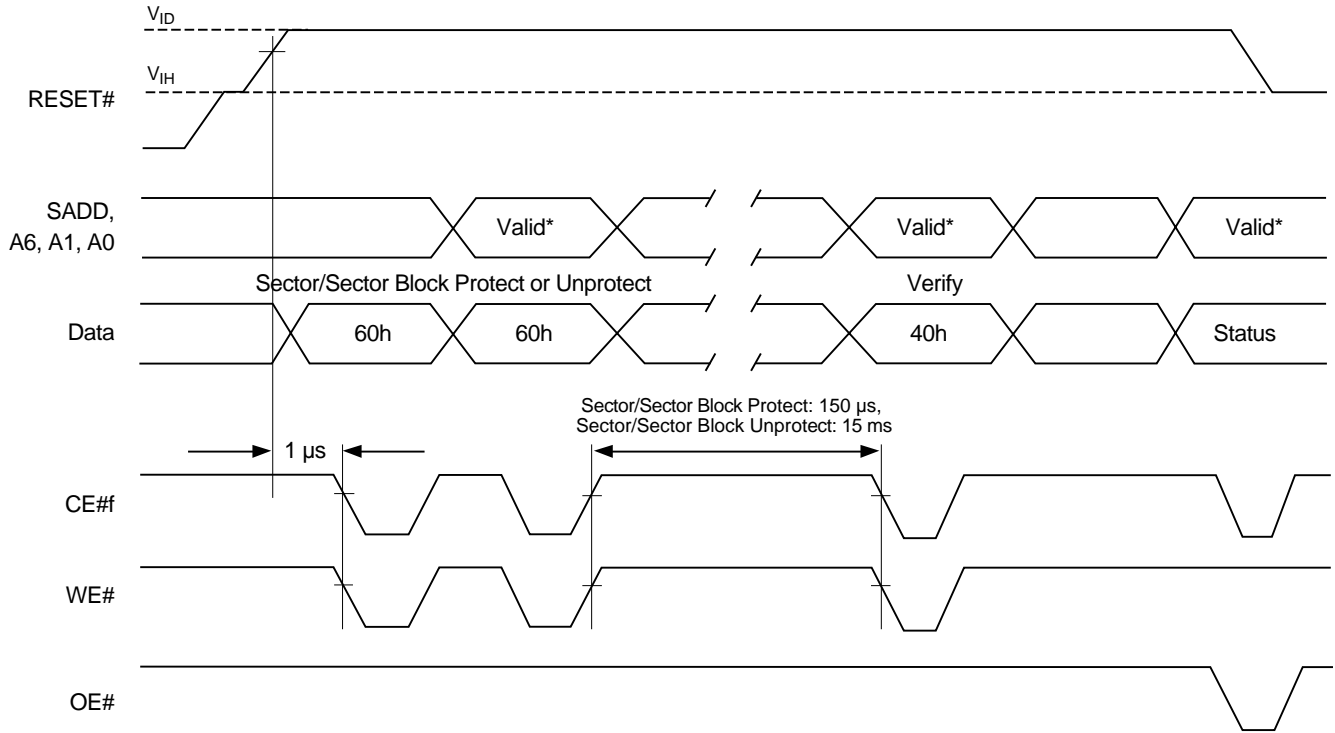 VID
VIH
RESET#
SADD,
A6, A1, A0
Valid*
Valid*
Valid*
Sector/Sector Block Protect or Unprotect
Verify
Data
60h
60h
40h
Status
Sector/Sector Block Protect: 150 µs,
Sector/Sector Block Unprotect: 15 ms
1 µs
CE#f
WE#
OE#